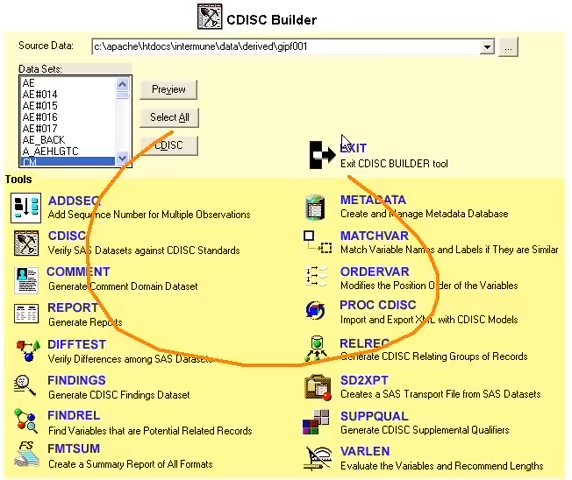 CDISC Builder
Source Data: c:\apache\htdocs\intermune\data\derived\gipf001 ...
Data Sets:
AE
AE#014
AE#015
AE#016
AE#017
AE_BACK
A_AEHLGTC
CM
Preview
Select All
CDISC
EXIT
Exit CDISC BUILDER tool
Tools
ADDSEQ
Add Sequence Number for Multiple Observations
CDISC
Verify SAS Datasets against CDISC Standards
COMMENT
Generate Comment Domain Dataset
REPORT
Generate Reports
DIFFTEST
Verify Differences among SAS Datasets
FINDINGS
Generate CDISC Findings Dataset
FINDREL
Find Variables that are Potential Related Records
FS
FMTSUM
Create a Summary Report of All Formats
METADATA
Create and Manage Metadata Database
MATCHVAR
Match Variable Names and Labels if They are Similar
ORDERVAR
Modifies the Position Order of the Variables
PROC CDISC
Import and Export XML with CDISC Models
RELREC
Generate CDISC Relating Groups of Records
SD2XPT
Creates a SAS Transport File from SAS Datasets
SUPPQUAL
Generate CDISC Supplemental Qualifiers
VARLEN
Evaluate the Variables and Recommend Lengths